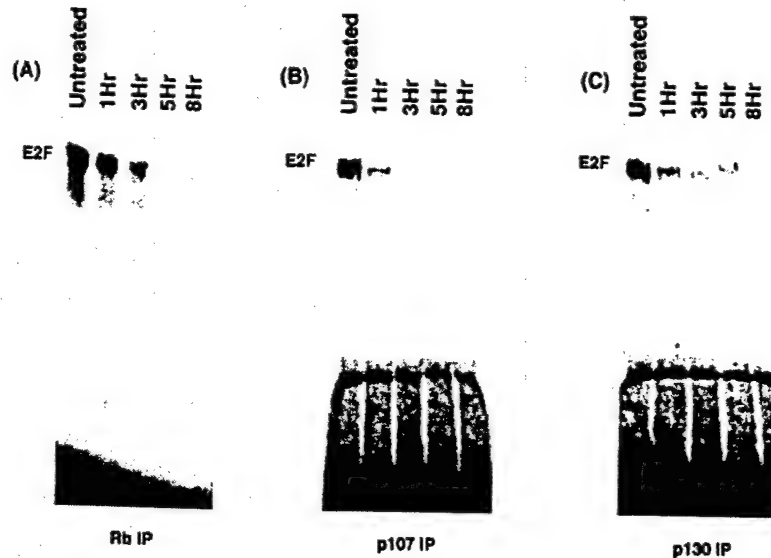 (A)
Untreated
1Hr
3Hr
5Hr
8Hr
E2F
Rb IP
(B)
Untreated
1Hr
3Hr
5Hr
8Hr
E2F
p107 IP
(C)
Untreated
1Hr
3Hr
5Hr
8Hr
E2F
p130 IP